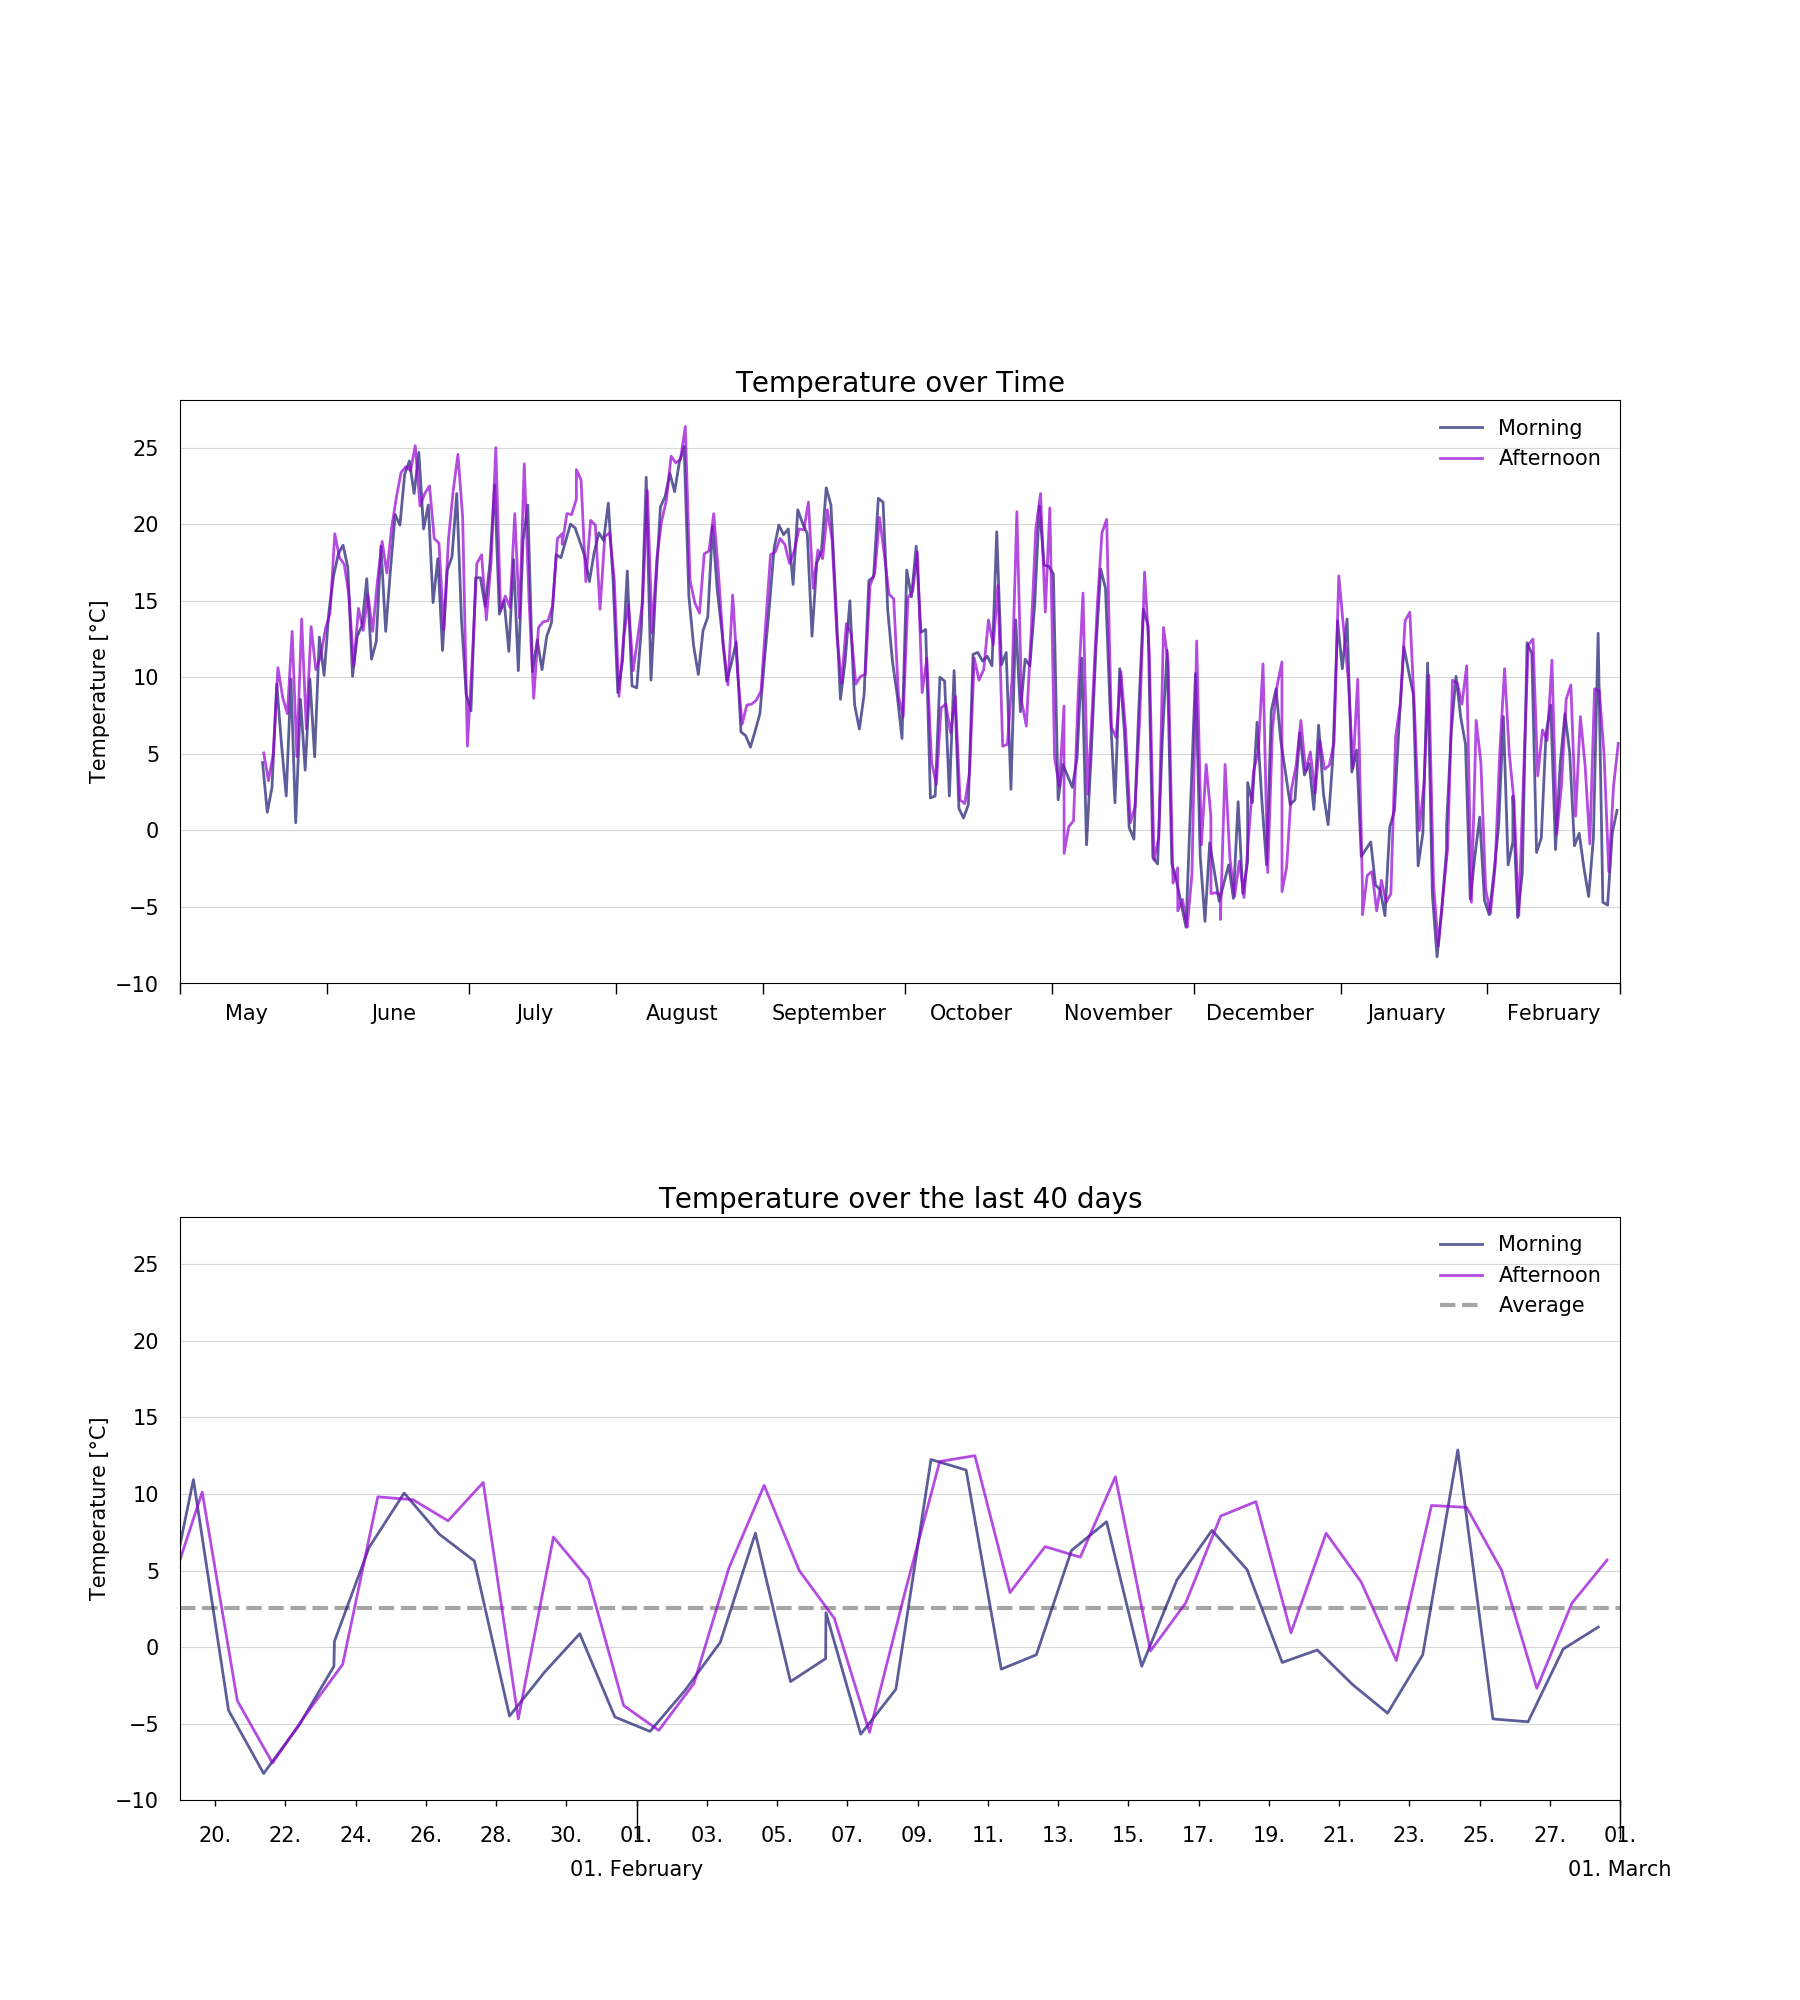 Temperature over Time
Morning
Afternoon
Temperature [°C]
25
20
15
10
5
0
−5
−10
May June July August September October November December January February
Temperature over the last 40 days
Morning
Afternoon
Average
Temperature [°C]
25
20
15
10
5
0
−5
−10
20. 22. 24. 26. 28. 30. 01. 03. 05. 07. 09. 11. 13. 15. 17. 19. 21. 23. 25. 27. 01.
01. February 01. March